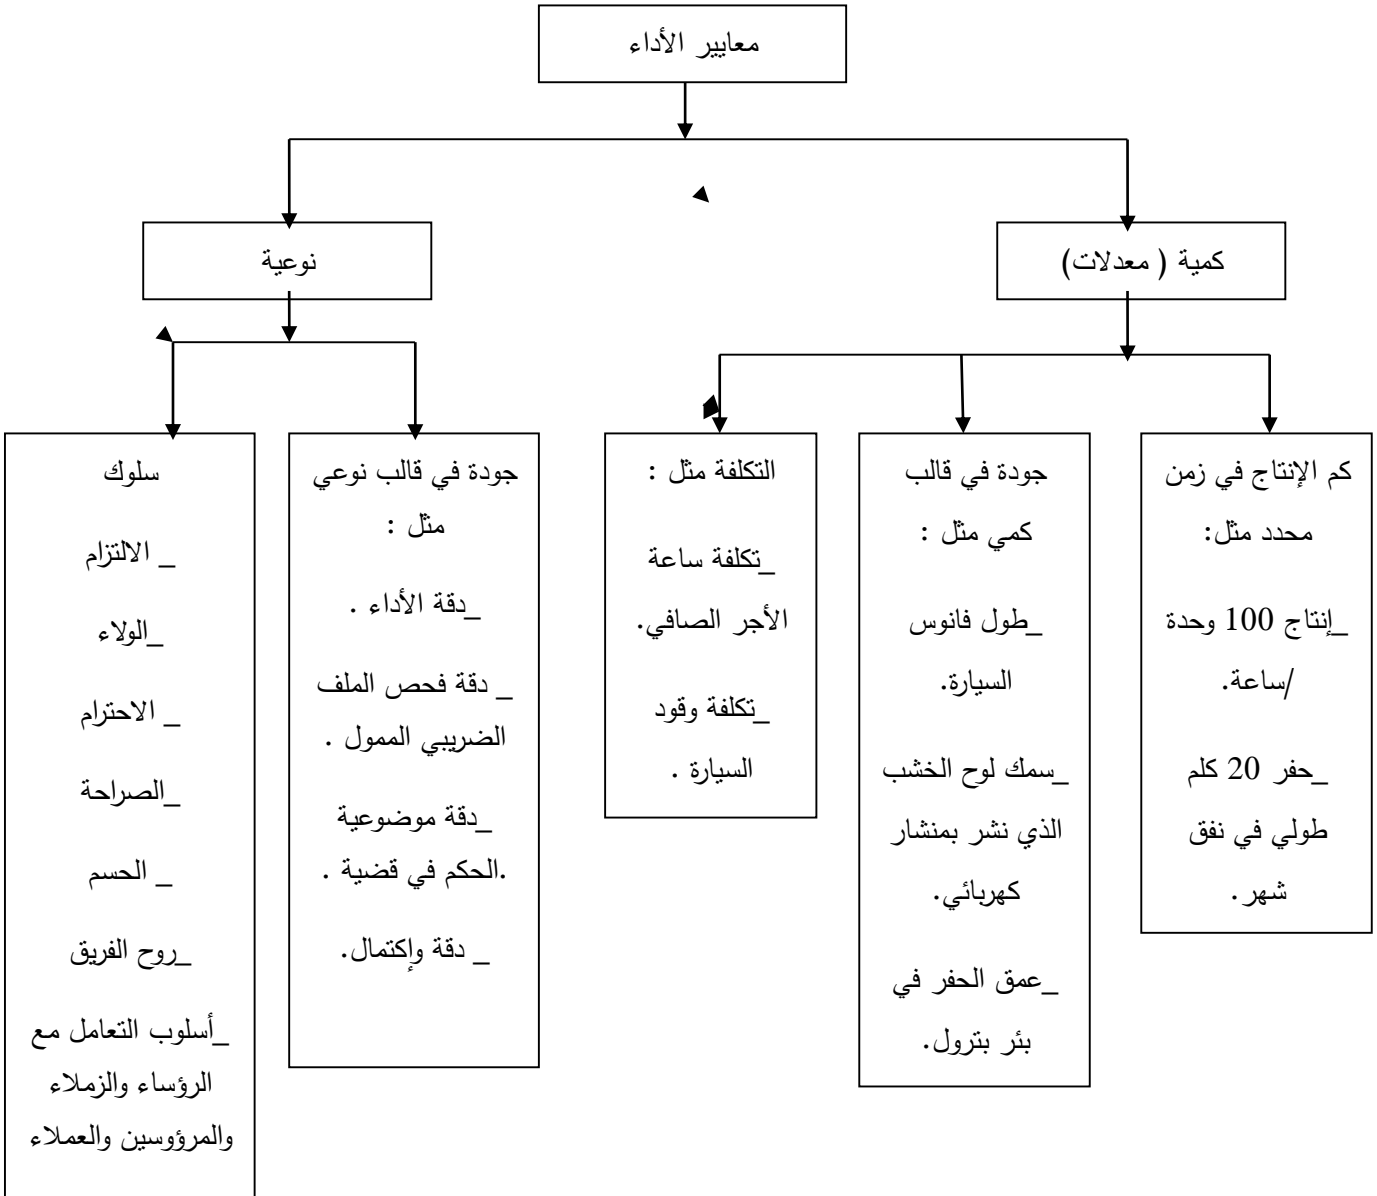 معايير الأداء
كمية ( معدلات)
نوعية
كم الإنتاج في زمن
محدد مثل:
_إنتاج 100 وحدة
/ساعة.
_حفر 20 كلم
طولي في نفق
شهر.
جودة في قالب
كمي مثل :
_طول فانوس
السيارة.
_سمك لوح الخشب
الذي نشر بمنشار
كهربائي.
_عمق الحفر في
بئر بترول.
التكلفة مثل :
_تكلفة ساعة
الأجر الصافي.
_تكلفة وقود
السيارة .
جودة في قالب نوعي
مثل :
_دقة الأداء .
_ دقة فحص الملف
الضريبي الممول .
_دقة موضوعية
.الحكم في قضية .
_ دقة وإكتمال.
سلوك
_ الالتزام
_الولاء
_ الاحترام
_الصراحة
_ الحسم
_روح الفريق
_أسلوب التعامل مع
الرؤساء والزملاء
والمرؤوسين والعملاء